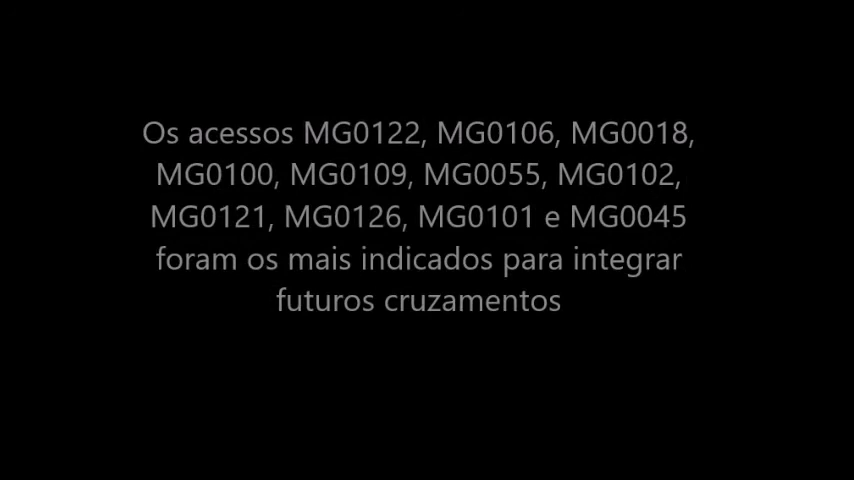 Os acessos MG0122, MG0106, MG0018,
MG0100, MG0109, MG0055, MG0102,
MG0121, MG0126, MG0101 e MG0045
foram os mais indicados para integrar
futuros cruzamentos